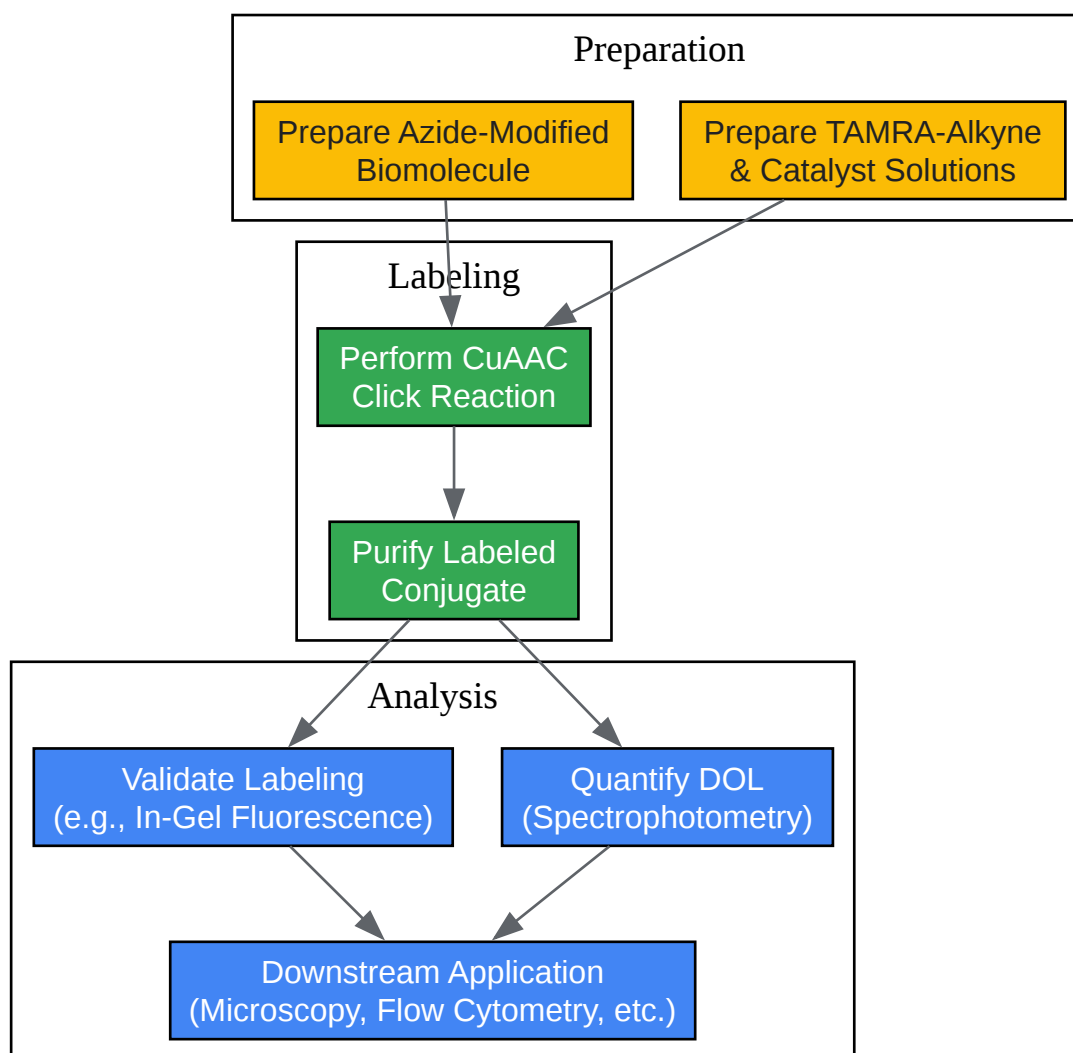 Preparation
Prepare Azide-Modified
Biomolecule
Prepare TAMRA-Alkyne
& Catalyst Solutions
Labeling
Perform CuAAC
Click Reaction
Purify Labeled
Conjugate
Analysis
Validate Labeling
(e.g., In-Gel Fluorescence)
Quantify DOL
(Spectrophotometry)
Downstream Application
(Microscopy, Flow Cytometry, etc.)